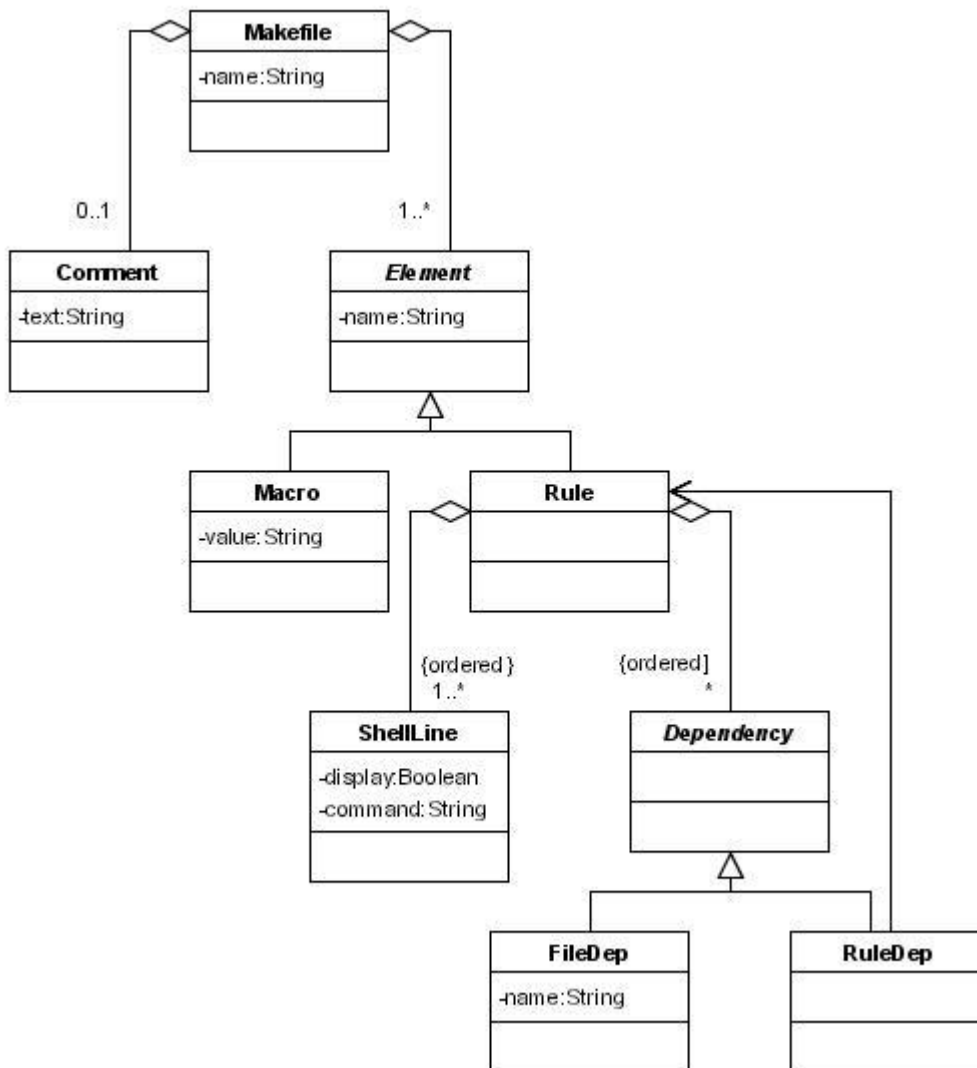 Makefile
-name:String
0..1
1..*
Comment
-text:String
Element
-name:String
Macro
-value:String
Rule
{ordered}
1..*
{ordered]
*
ShellLine
-display:Boolean
-command:String
Dependency
FileDep
-name:String
RuleDep